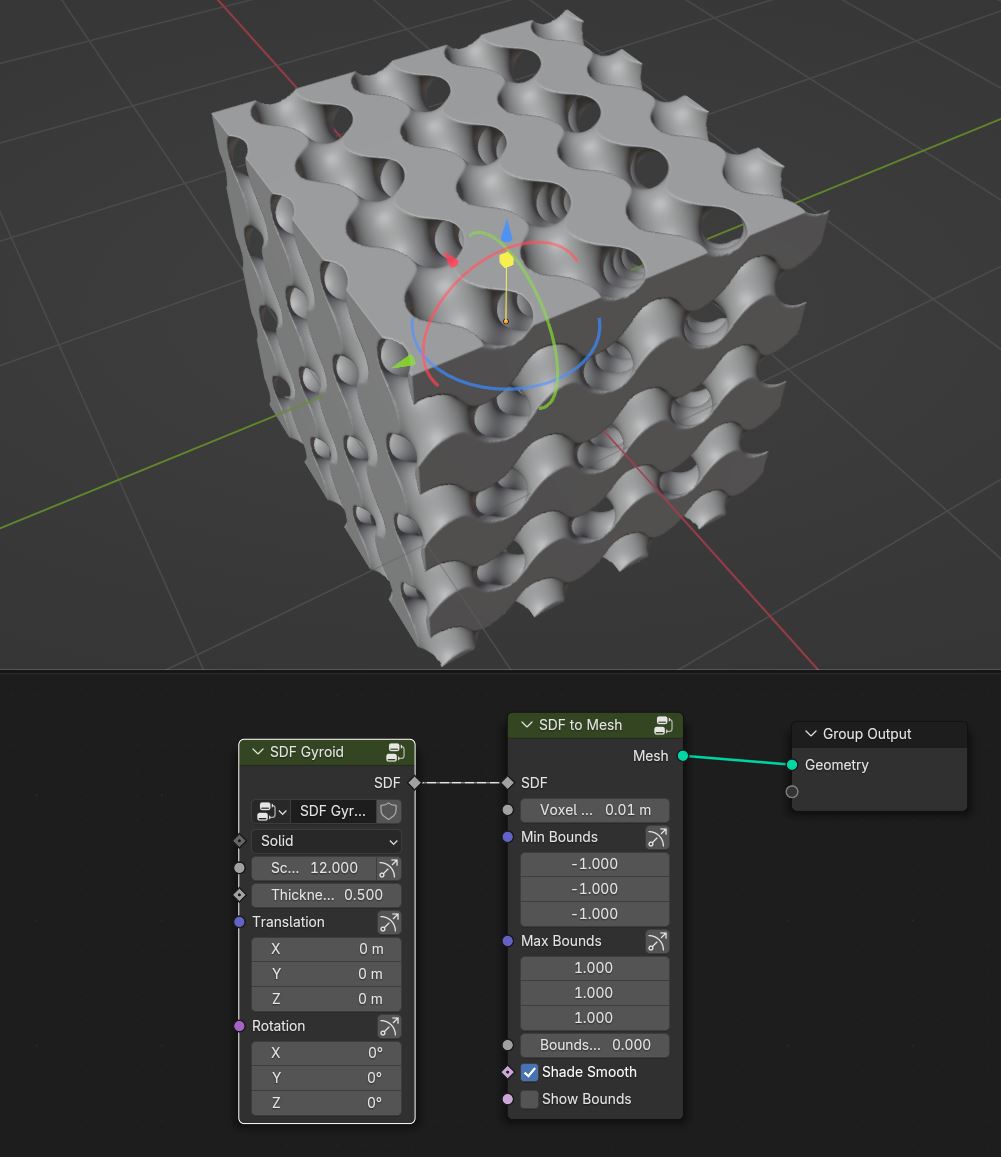 SDF Gyroid
SDF
SDF Gyr...
Solid
Sc... 12.000
Thickne... 0.500
Translation
X 0 m
Y 0 m
Z 0 m
Rotation
X 0°
Y 0°
Z 0°
SDF to Mesh
Mesh
SDF
Voxel ... 0.01 m
Min Bounds
-1.000
-1.000
-1.000
Max Bounds
1.000
1.000
1.000
Bounds... 0.000
Shade Smooth
Show Bounds
Group Output
Geometry